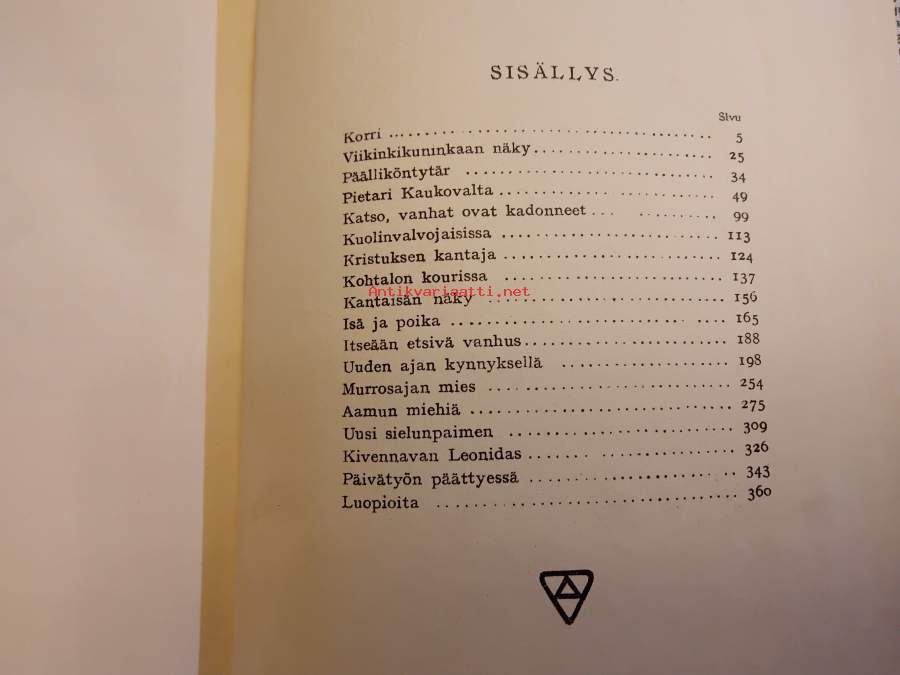 SISÄLLYS.
Sivu
Korri ........ 5
Viikinkikuninkaan näky ........ 25
Päällikön­tytär ........ 34
Pietari Kaukovalta ........ 49
Katso, vanhat ovat kadonneet ........ 99
Kuolinvalvojaisissa ........ 113
Kristuksen kantaja ........ 124
Kohtalon kourissa ........ 137
Antikvariaatti.net
Kantaisän näky ........ 156
Isä ja poika ........ 165
Itseään etsivä vanhus ........ 188
Uuden ajan kynnyksellä ........ 198
Murrosajan mies ........ 254
Aamun miehiä ........ 275
Uusi sielunpaimen ........ 309
Kivennavan Leonidas ........ 326
Päivätyön päättyessä ........ 343
Luopioita ........ 360